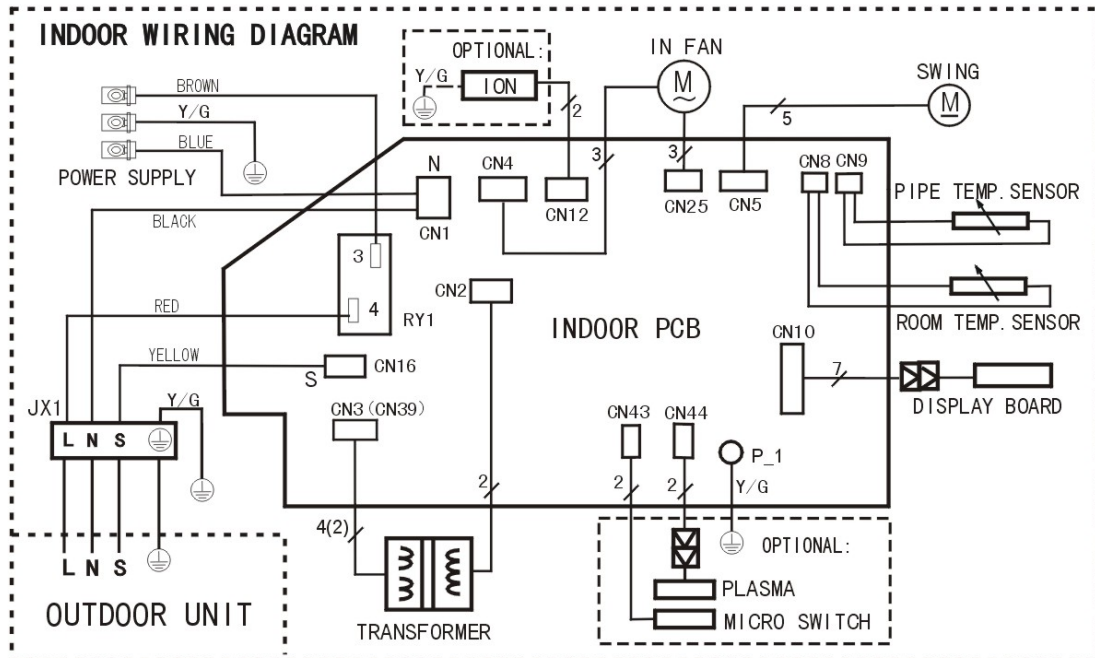 INDOOR WIRING DIAGRAM
OPTIONAL:
Y/G
ION
2
IN FAN
M
~
SWING
M
5
BROWN
Y/G
BLUE
POWER SUPPLY
N
CN1
CN4
3
CN12
3
CN25
CN5
CN8 CN9
PIPE TEMP.SENSOR
BLACK
3
4
RY1
CN2
INDOOR PCB
ROOM TEMP.SENSOR
RED
YELLOW
S
CN16
CN10
7
DISPLAY BOARD
JX1
Y/G
L N S
CN3(CN39)
CN43
CN44
P_1
Y/G
2
2
2
4(2)
OPTIONAL:
PLASMA
MICRO SWITCH
TRANSFORMER
L N S
OUTDOOR UNIT